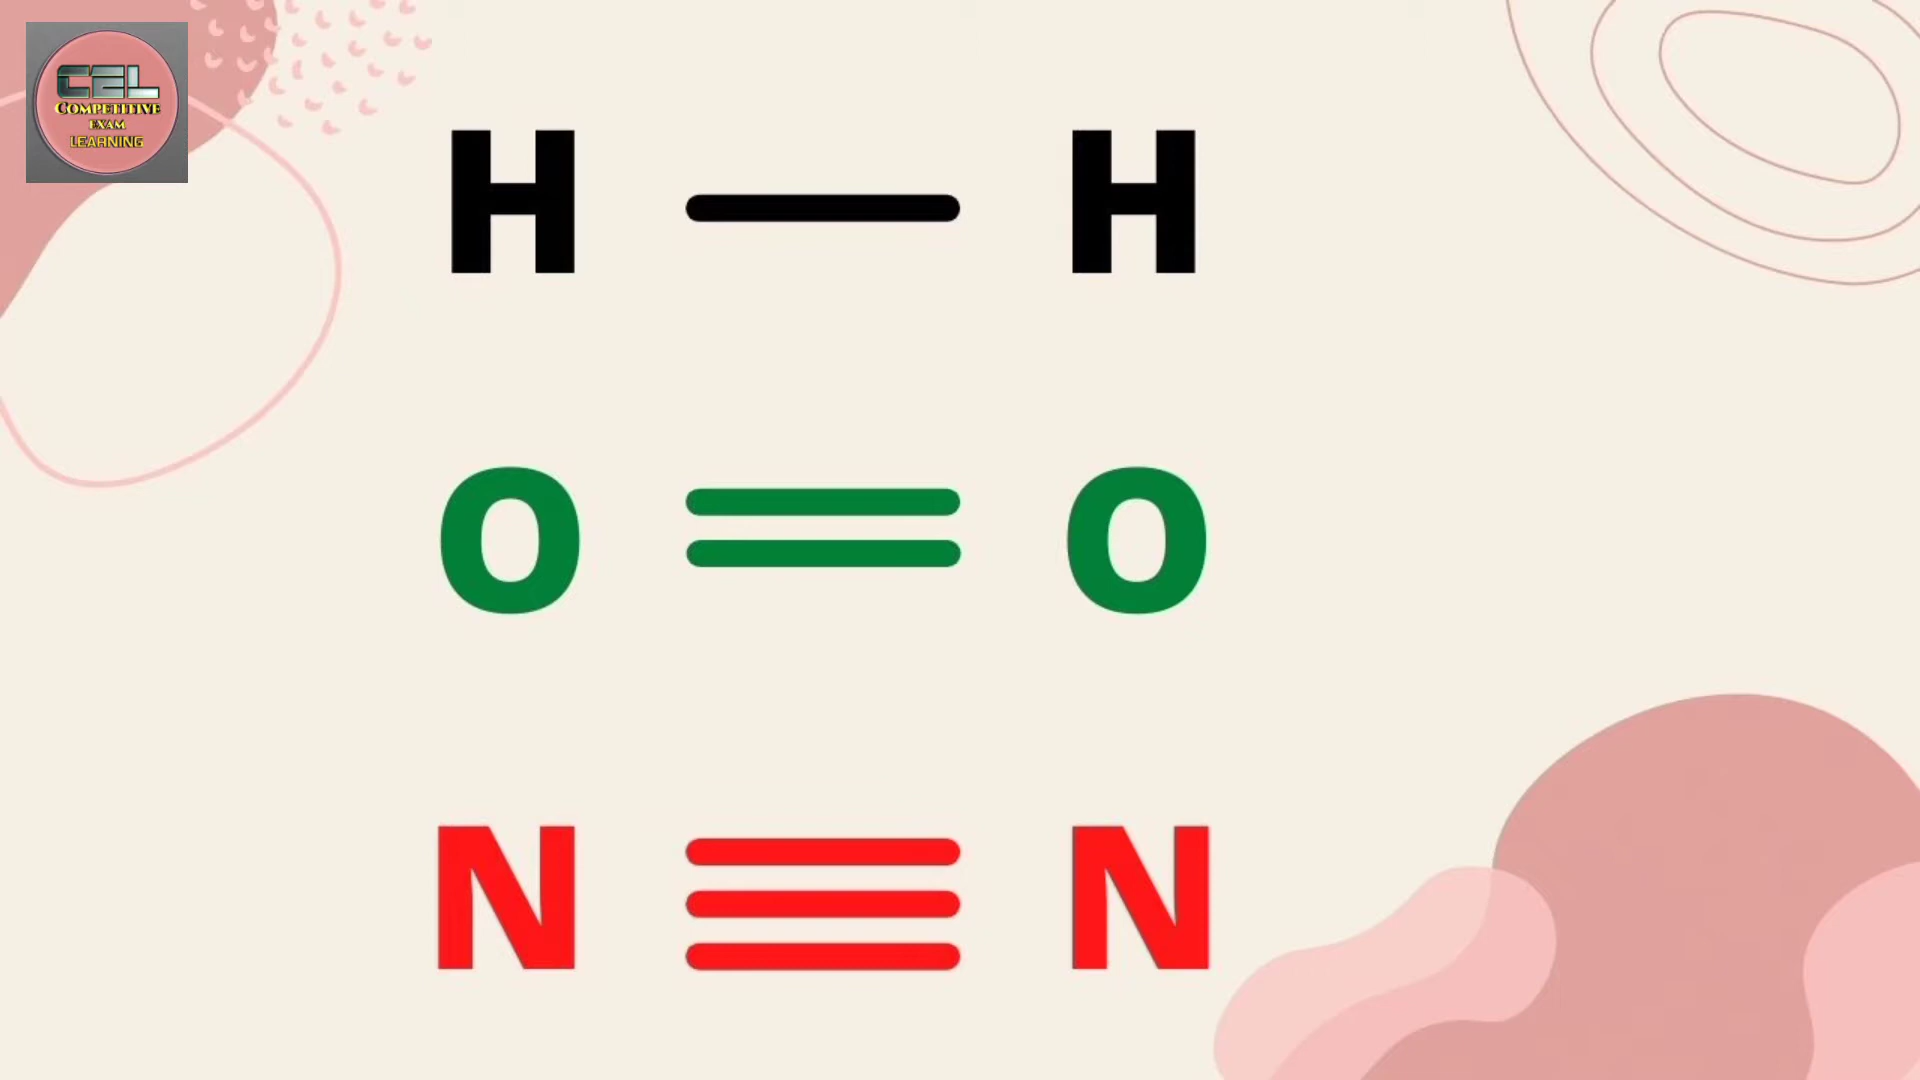 CEL
COMPETITIVE
EXAM
LEARNING
H — H
O = O
N ≡ N